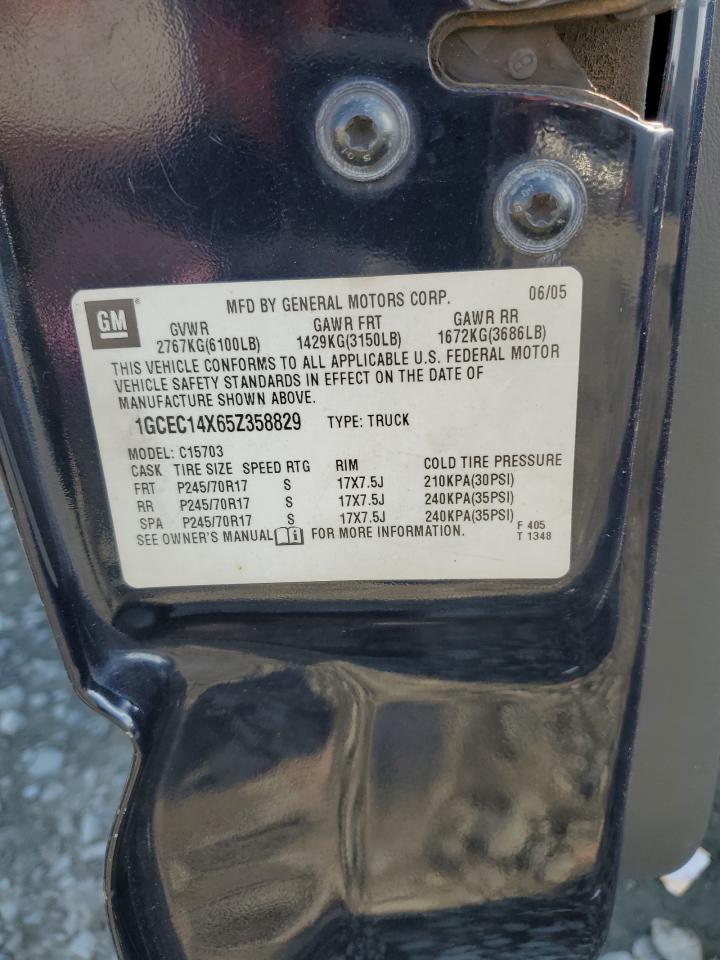 GM
MFD BY GENERAL MOTORS CORP. 06/05
GVWR GAWR FRT GAWR RR
2767KG(6100LB) 1429KG(3150LB) 1672KG(3686LB)
THIS VEHICLE CONFORMS TO ALL APPLICABLE U.S. FEDERAL MOTOR
VEHICLE SAFETY STANDARDS IN EFFECT ON THE DATE OF
MANUFACTURE SHOWN ABOVE.
1GCEC14X65Z358829 TYPE: TRUCK
MODEL: C15703
CASK TIRE SIZE SPEED RTG RIM COLD TIRE PRESSURE
FRT P245/70R17 S 17X7.5J 210KPA(30PSI)
RR P245/70R17 S 17X7.5J 240KPA(35PSI)
SPA P245/70R17 S 17X7.5J 240KPA(35PSI)
SEE OWNER'S MANUAL FOR MORE INFORMATION.
F 405
T 1348